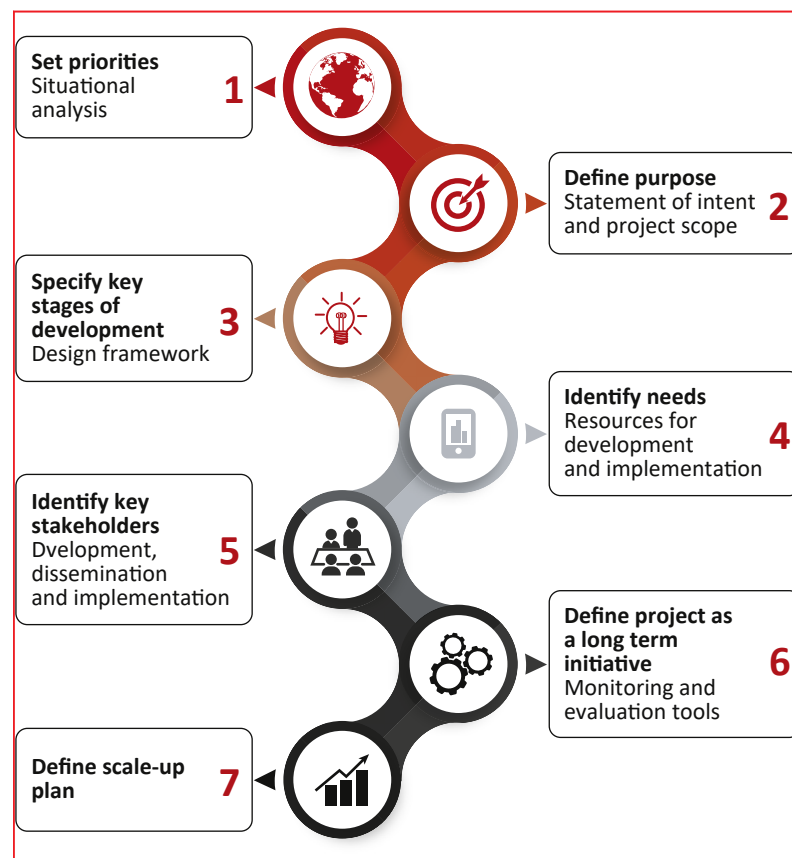 Set priorities
Situational
analysis
1
Define purpose
Statement of intent
and project scope
2
Specify key
stages of
development
Design framework
3
Identify needs
Resources for
development
and implementation
4
Identify key
stakeholders
Dvelopment,
dissemination
and implementation
5
Define project as
a long term
initiative
Monitoring and
evaluation tools
6
Define scale-up
plan
7